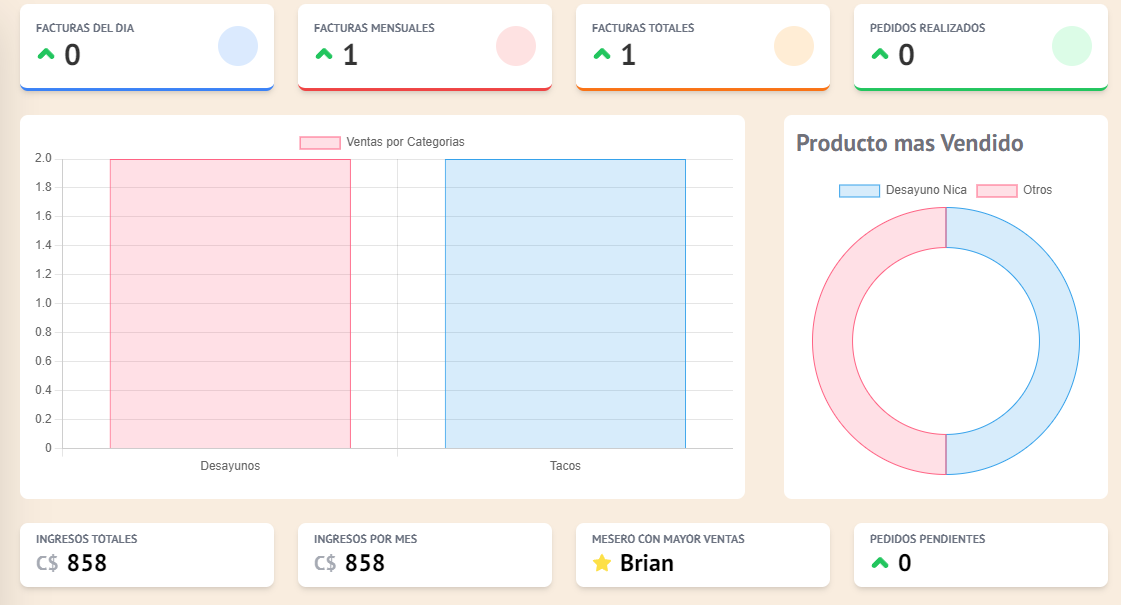 FACTURAS DEL DIA
0
FACTURAS MENSUALES
1
FACTURAS TOTALES
1
PEDIDOS REALIZADOS
0
Ventas por Categorias
2.0
1.8
1.6
1.4
1.2
1.0
0.8
0.6
0.4
0.2
0
Desayunos Tacos
Producto mas Vendido
Desayuno Nica Otros
INGRESOS TOTALES
C$ 858
INGRESOS POR MES
C$ 858
MESERO CON MAYOR VENTAS
Brian
PEDIDOS PENDIENTES
0